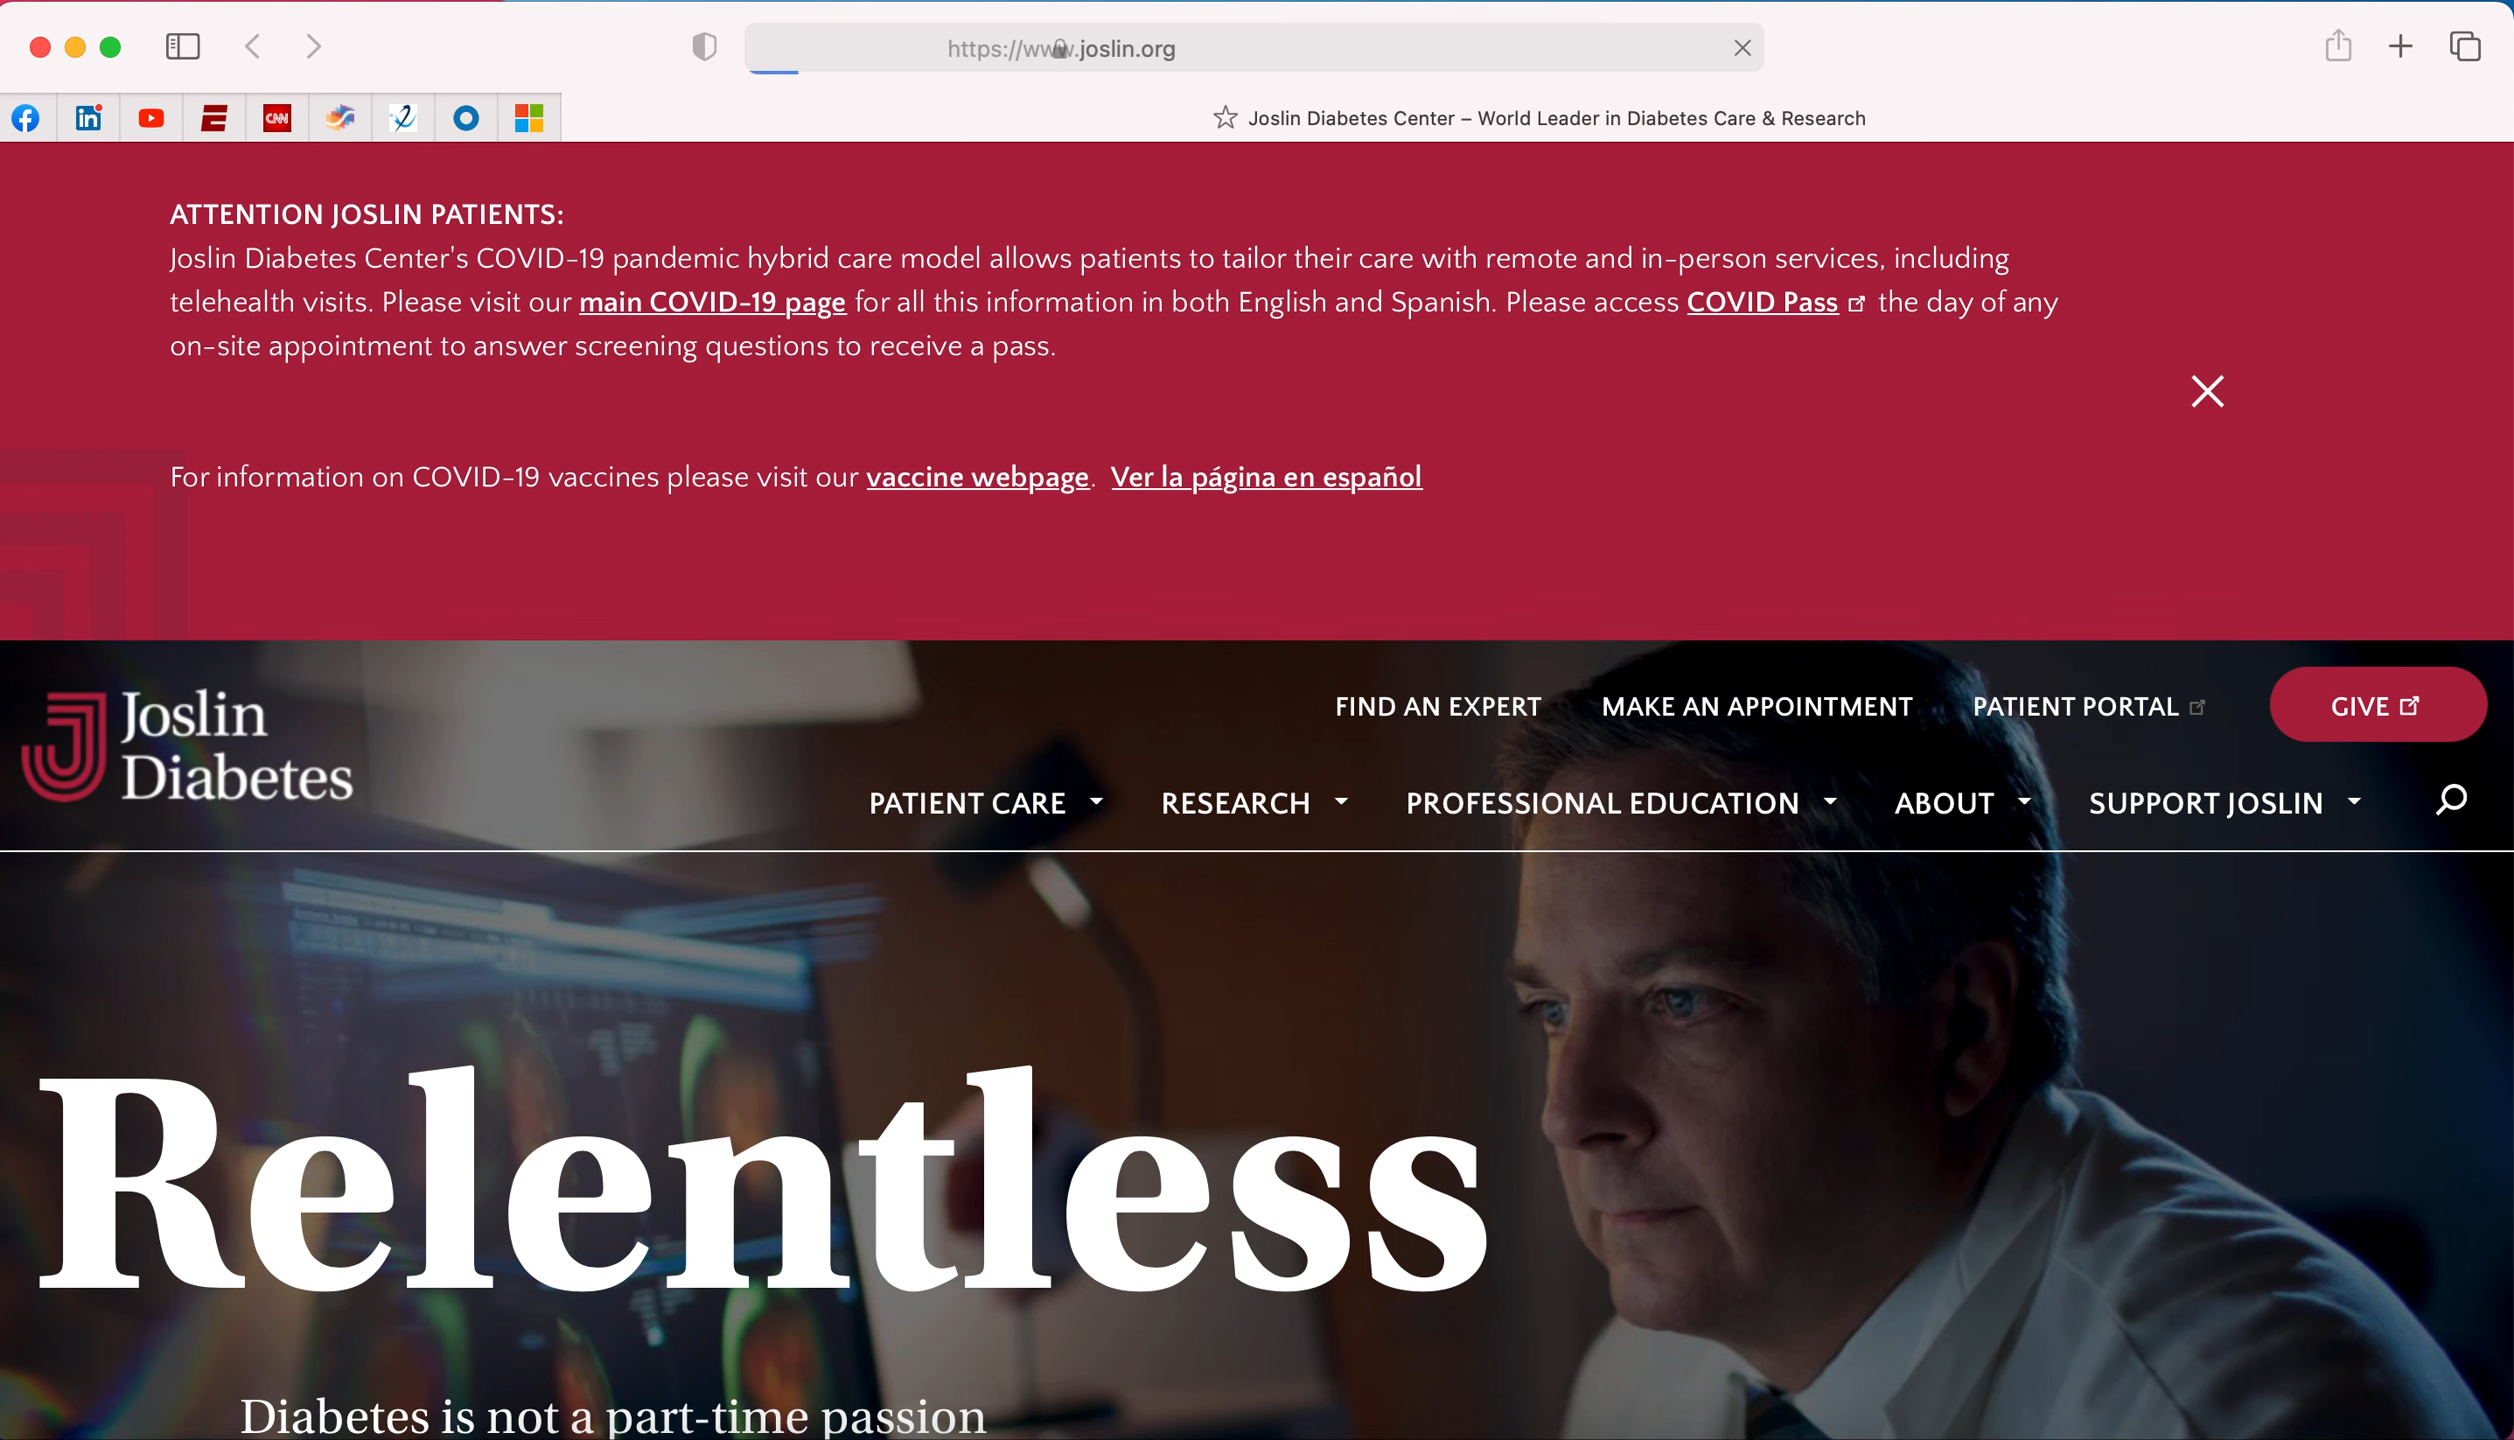 https://www.joslin.org
Joslin Diabetes Center – World Leader in Diabetes Care & Research
ATTENTION JOSLIN PATIENTS:
Joslin Diabetes Center's COVID-19 pandemic hybrid care model allows patients to tailor their care with remote and in-person services, including
telehealth visits. Please visit our main COVID-19 page for all this information in both English and Spanish. Please access COVID Pass the day of any
on-site appointment to answer screening questions to receive a pass.
For information on COVID-19 vaccines please visit our vaccine webpage. Ver la página en español
Joslin
Diabetes
FIND AN EXPERT MAKE AN APPOINTMENT PATIENT PORTAL GIVE
PATIENT CARE RESEARCH PROFESSIONAL EDUCATION ABOUT SUPPORT JOSLIN
Relentless
Diabetes is not a part-time passion